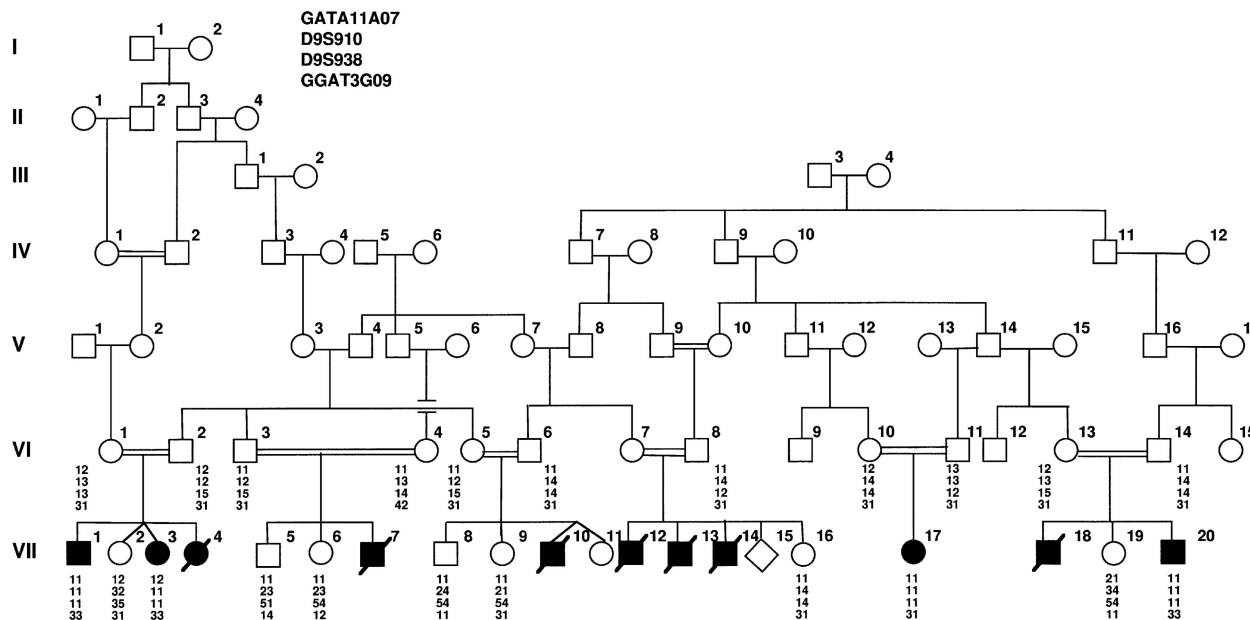 GATA11A07
D9S910
D9S938
GGAT3G09
I 1 2
II 1 2 3 4
III 1 2 3 4
IV 1 2 3 4 5 6 7 8 9 10 11 12
V 1 2 3 4 5 6 7 8 9 10 11 12 13 14 15 16 1
VI 1 2 3 4 5 6 7 8 9 10 11 12 13 14 15
12 12 11 11 11 11 11 12 13 12 11
13 12 12 13 12 14 14 13 13 13 14
13 15 15 14 15 14 12 14 12 15 14
31 31 31 42 31 31 31 31 31 31 31
VII 1 2 3 4 5 6 7 8 9 10 11 12 13 14 15 16 17 18 19 20
11 12 12 11 11 11 11 11 11 21 11
11 32 11 23 23 24 21 14 11 34 11
11 35 11 51 54 54 54 14 11 54 11
33 31 33 14 12 11 31 31 31 11 33